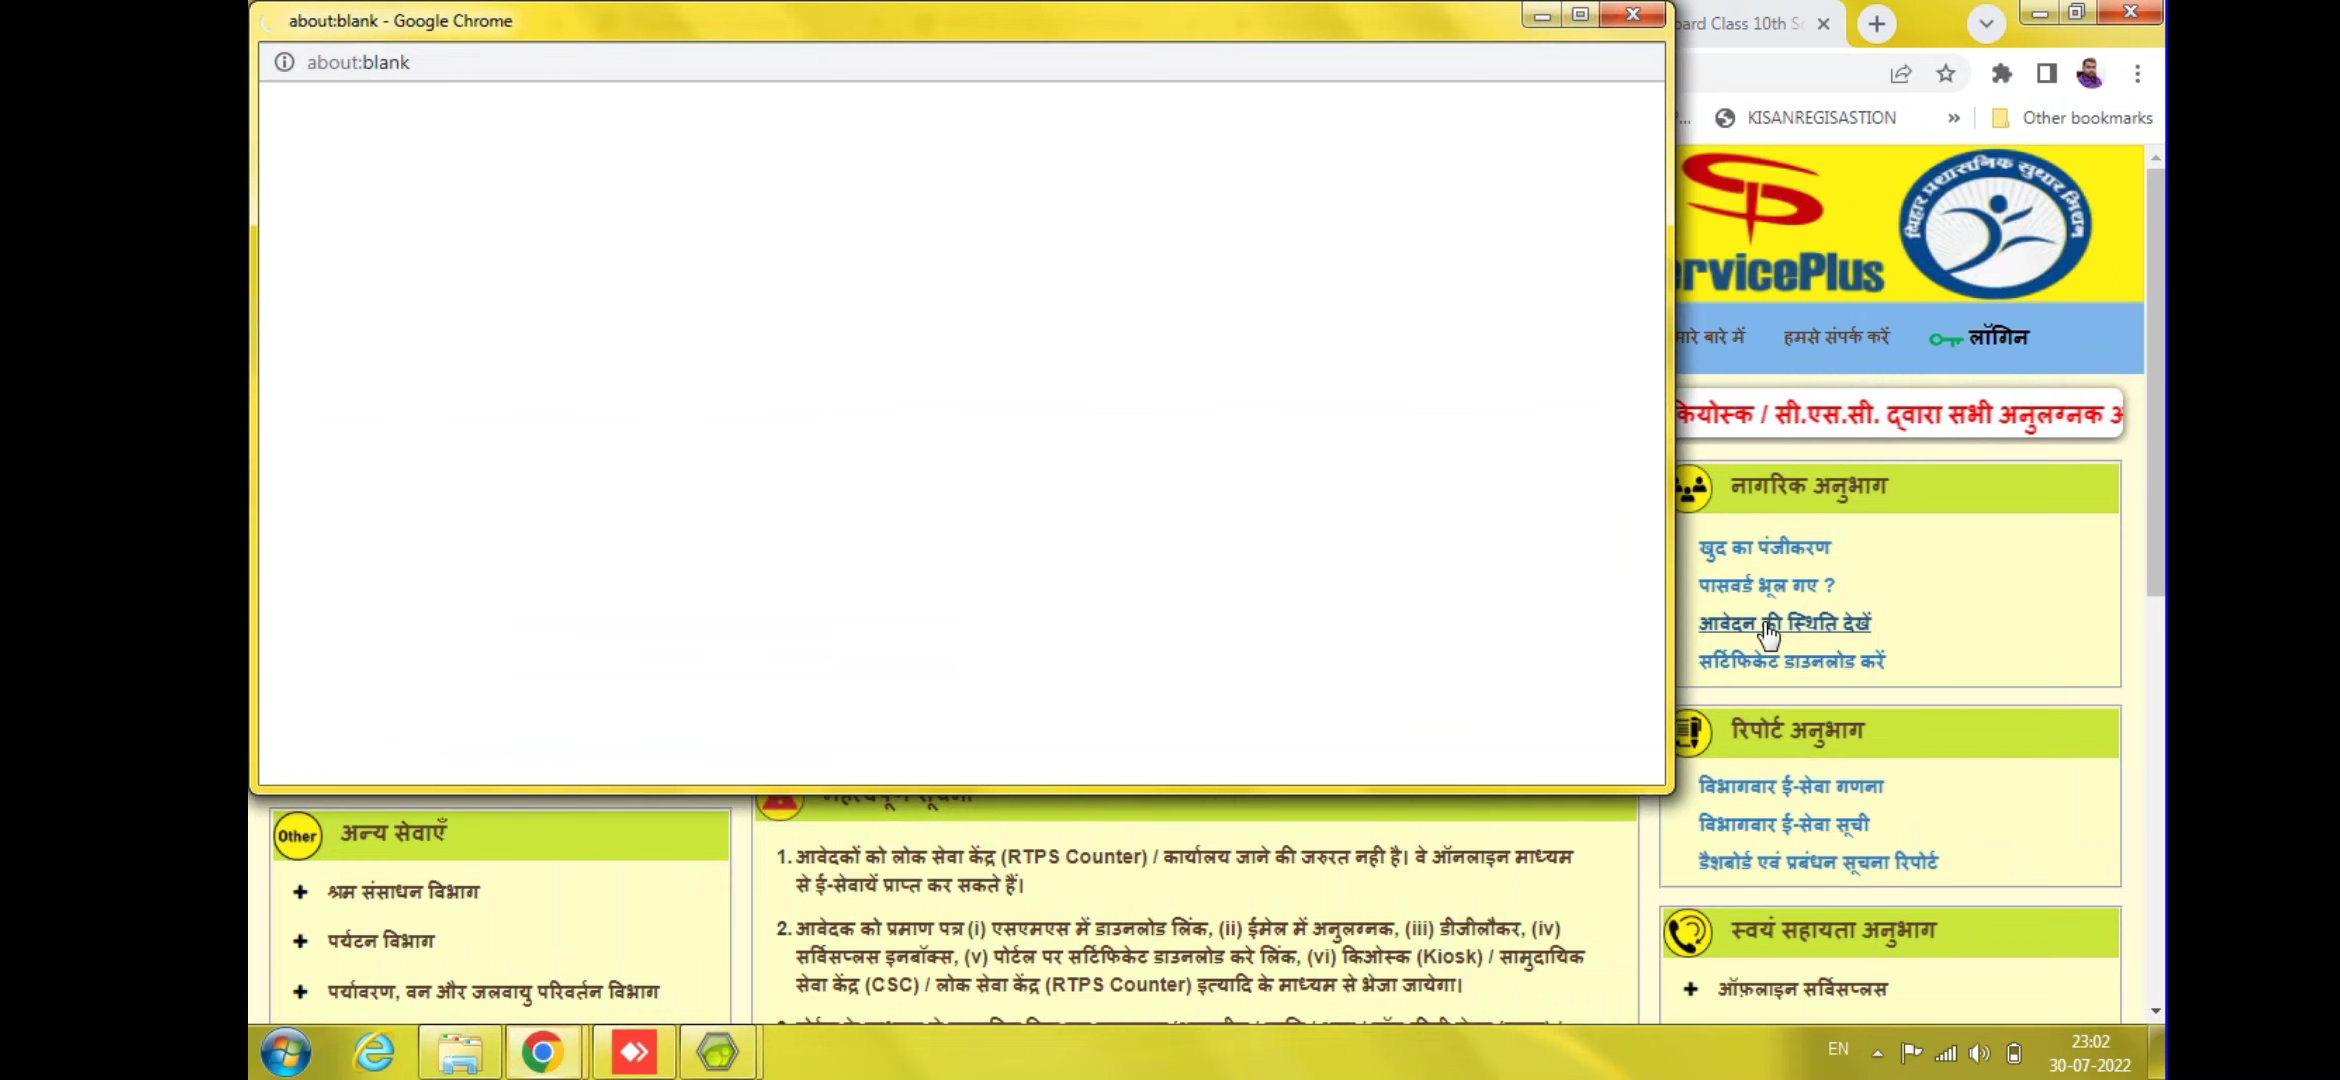 about:blank - Google Chrome
about:blank
ard Class 10th S
KISANREGISASTION
»
Other bookmarks
rvicePlus
बिहार प्रशासनिक सुधार मिशन
मारे बारे में
हमसे संपर्क करें
लॉगिन
कियोस्क / सी.एस.सी. द्वारा सभी अनुलग्नक अ
नागरिक अनुभाग
खुद का पंजीकरण
पासवर्ड भूल गए ?
आवेदन की स्थिति देखें
सर्टिफिकेट डाउनलोड करें
रिपोर्ट अनुभाग
विभागवार ई-सेवा गणना
विभागवार ई-सेवा सूची
डैशबोर्ड एवं प्रबंधन सूचना रिपोर्ट
स्वयं सहायता अनुभाग
+ ऑफ़लाइन सर्विसप्लस
Other अन्य सेवाएँ
+ श्रम संसाधन विभाग
+ पर्यटन विभाग
+ पर्यावरण, वन और जलवायु परिवर्तन विभाग
1. आवेदकों को लोक सेवा केंद्र (RTPS Counter) / कार्यालय जाने की जरुरत नही है। वे ऑनलाइन माध्यम
से ई-सेवायें प्राप्त कर सकते हैं।
2. आवेदक को प्रमाण पत्र (i) एसएमएस में डाउनलोड लिंक, (ii) ईमेल में अनुलग्नक, (iii) डीजीलौकर, (iv)
सर्विसप्लस इनबॉक्स, (v) पोर्टल पर सर्टिफिकेट डाउनलोड करे लिंक, (vi) किओस्क (Kiosk) / सामुदायिक
सेवा केंद्र (CSC) / लोक सेवा केंद्र (RTPS Counter) इत्यादि के माध्यम से भेजा जायेगा।
EN
23:02
30-07-2022